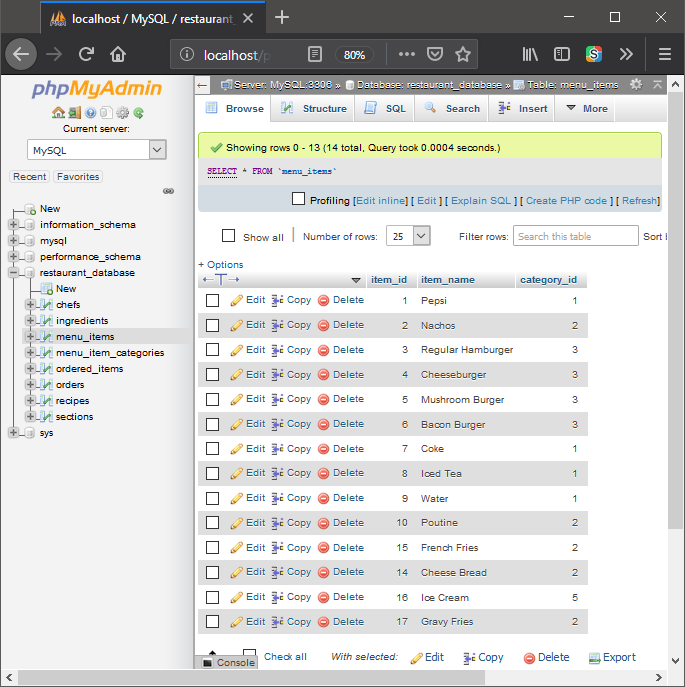 localhost / MySQL / restaurant_
localhost/p
80%
phpMyAdmin
Current server:
MySQL
Recent
Favorites
New
information_schema
mysql
performance_schema
restaurant_database
New
chefs
ingredients
menu_items
menu_item_categories
ordered_items
orders
recipes
sections
sys
Server: MySQL:3306 » Database: restaurant_database » Table: menu_items
Browse Structure SQL Search Insert More
Showing rows 0 - 13 (14 total, Query took 0.0004 seconds.)
SELECT * FROM `menu_items`
Profiling [Edit inline] [ Edit ] [ Explain SQL ] [ Create PHP code ] [ Refresh]
Show all | Number of rows: 25 Filter rows: Search this table Sort
+ Options
←T→ item_id item_name category_id
Edit Copy Delete 1 Pepsi 1
Edit Copy Delete 2 Nachos 2
Edit Copy Delete 3 Regular Hamburger 3
Edit Copy Delete 4 Cheeseburger 3
Edit Copy Delete 5 Mushroom Burger 3
Edit Copy Delete 6 Bacon Burger 3
Edit Copy Delete 7 Coke 1
Edit Copy Delete 8 Iced Tea 1
Edit Copy Delete 9 Water 1
Edit Copy Delete 10 Poutine 2
Edit Copy Delete 15 French Fries 2
Edit Copy Delete 14 Cheese Bread 2
Edit Copy Delete 16 Ice Cream 5
Edit Copy Delete 17 Gravy Fries 2
Check all With selected: Edit Copy Delete Export
Console